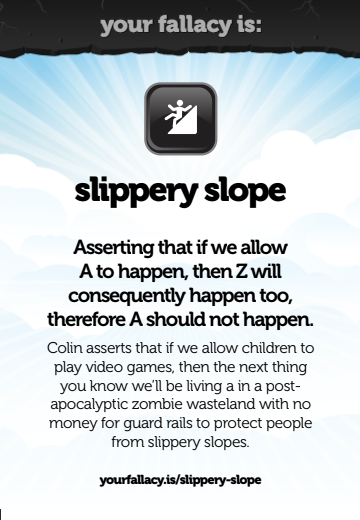 your fallacy is:
slippery slope
Asserting that if we allow
A to happen, then Z will
consequently happen too,
therefore A should not happen.
Colin asserts that if we allow children to
play video games, then the next thing
you know we'll be living a in a post-
apocalyptic zombie wasteland with no
money for guard rails to protect people
from slippery slopes.
yourfallacy.is/slippery-slope